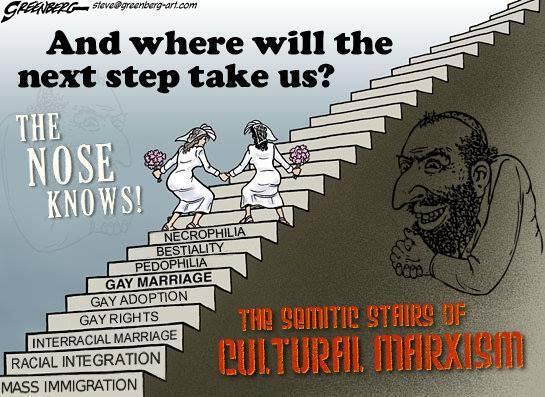 GREENBERG
steve@greenberg-art.com
And where will the
next step take us?
THE
NOSE
KNOWS!
NECROPHILIA
BESTIALITY
PEDOPHILIA
GAY MARRIAGE
GAY ADOPTION
GAY RIGHTS
INTERRACIAL MARRIAGE
RACIAL INTEGRATION
MASS IMMIGRATION
THE SEMITIC STAIRS OF
CULTURAL MARXISM